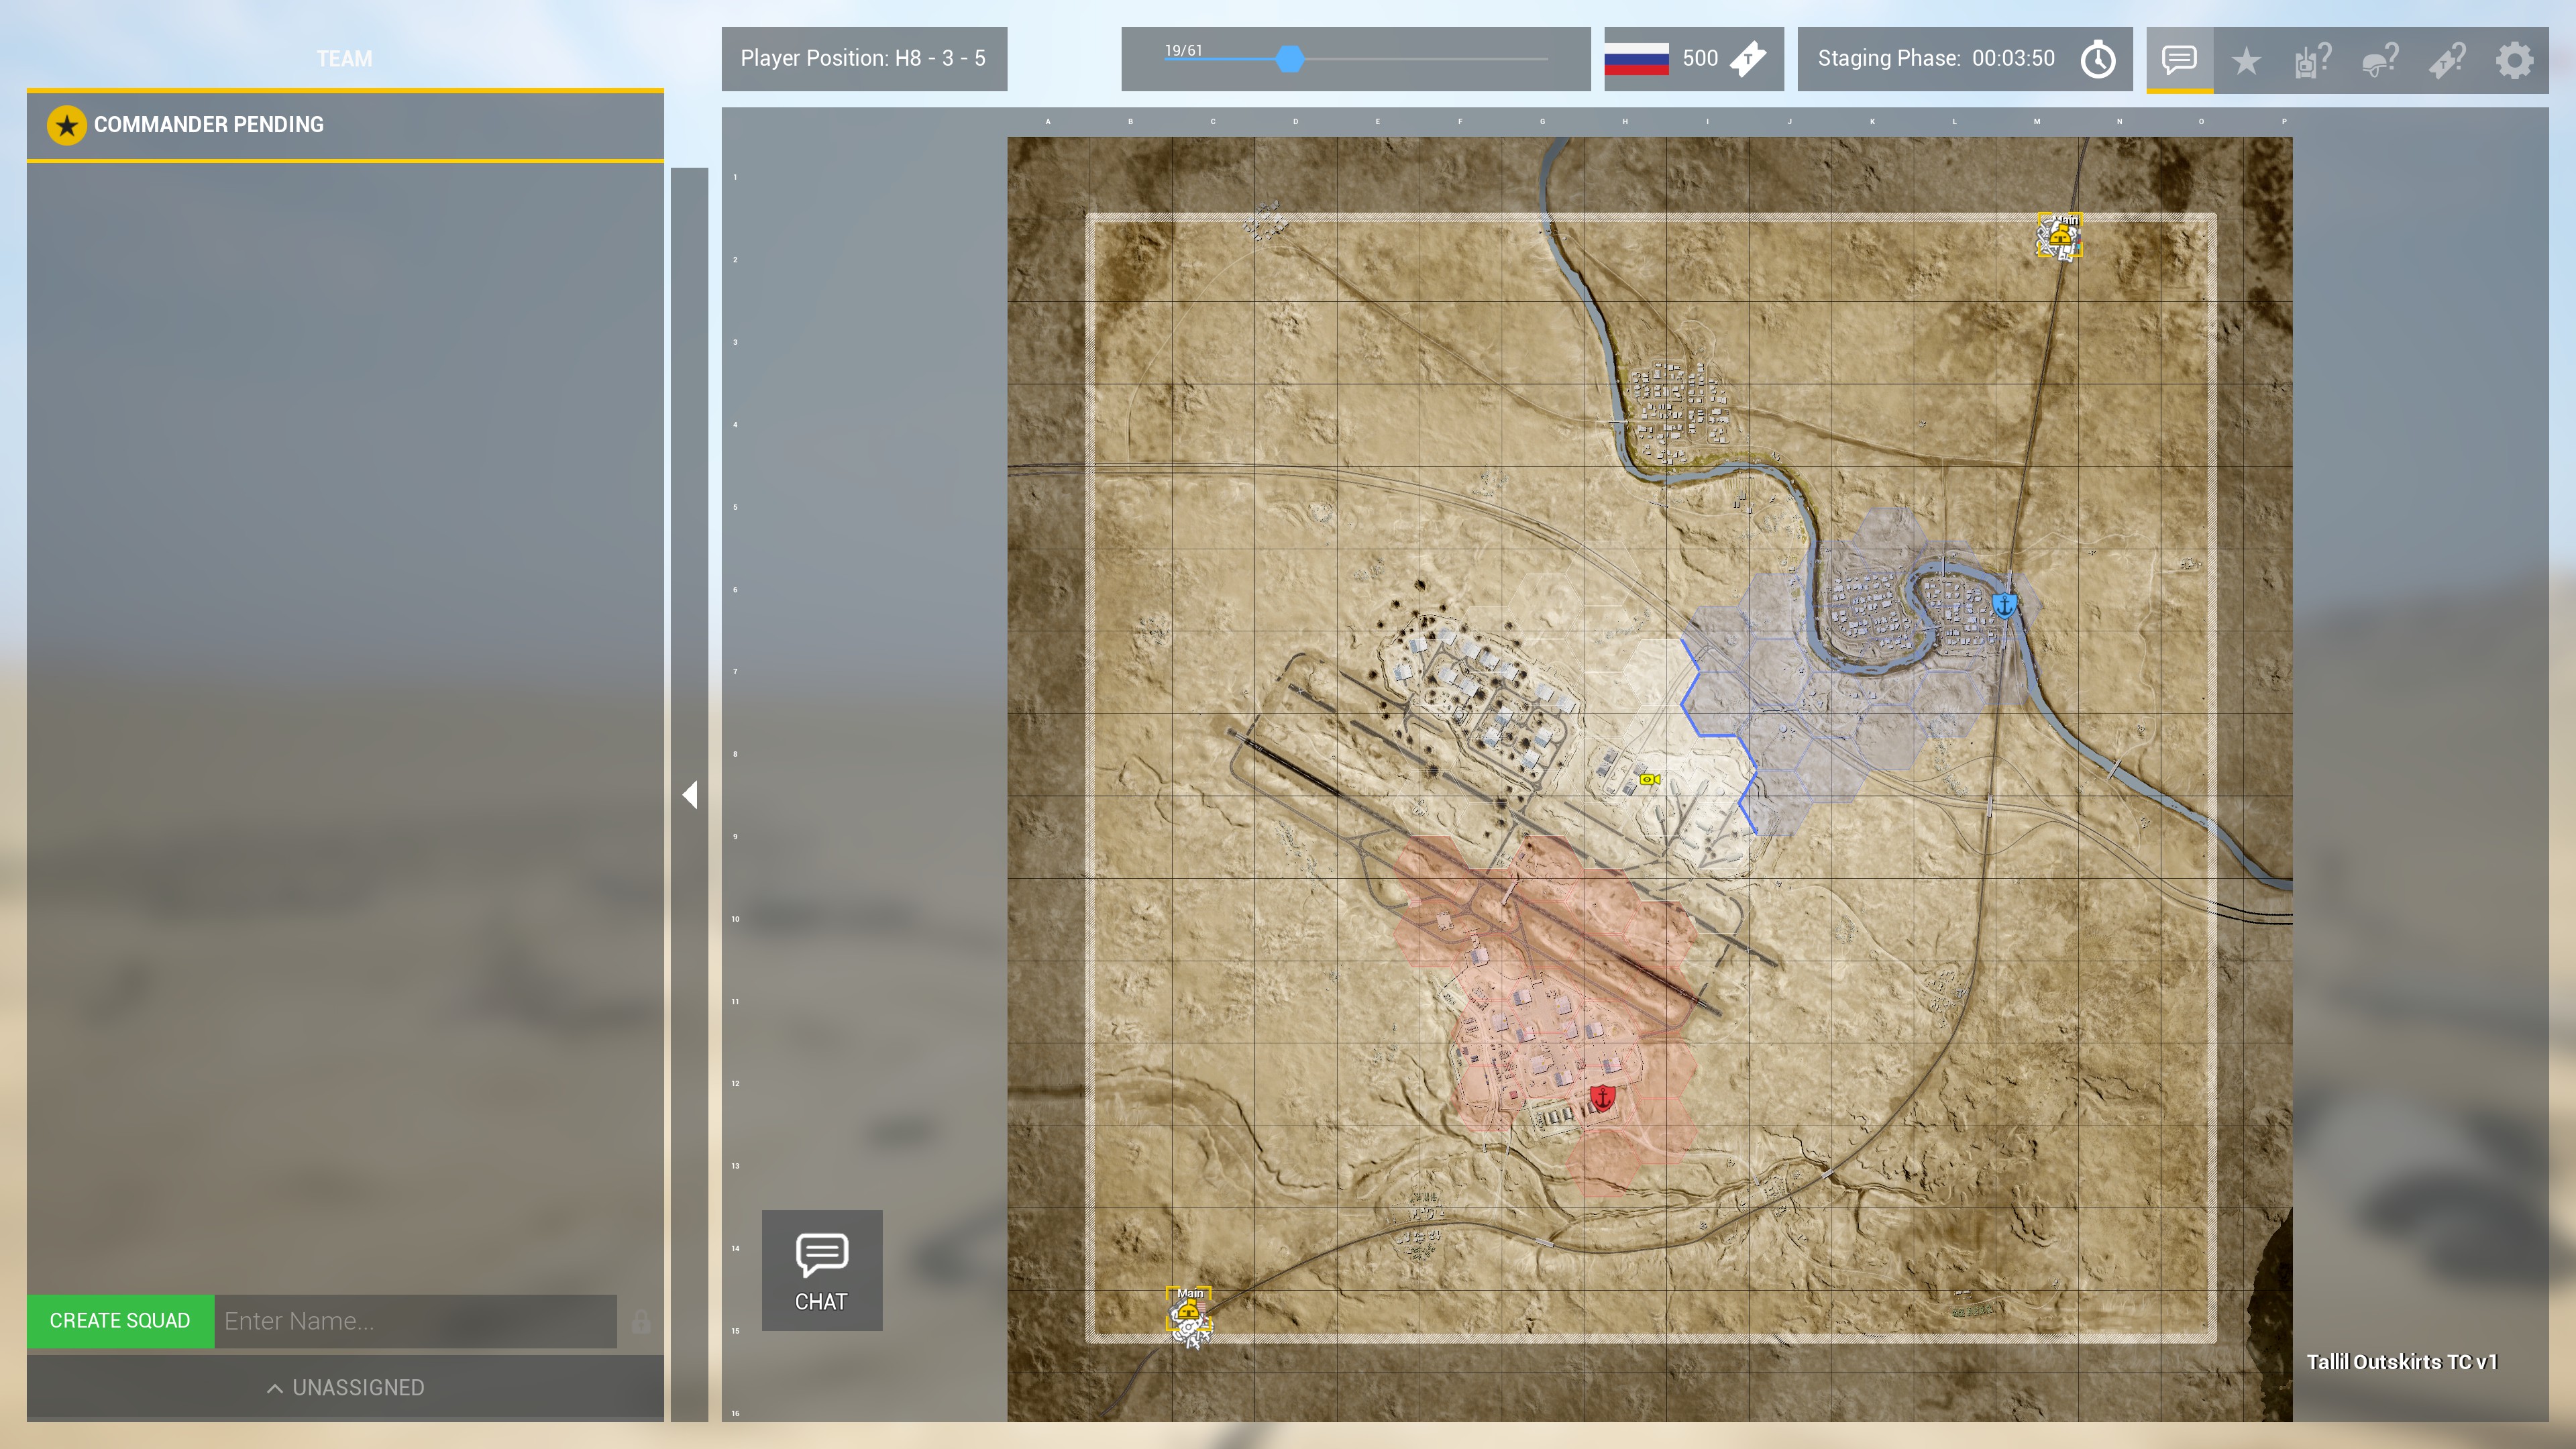 TEAM
Player Position: H8 - 3 - 5
19/61
500
T
Staging Phase: 00:03:50
COMMANDER PENDING
A B C D E F G H I J K L M N O P
1
Main
2
3
4
5
6
7
8
9
10
11
12
13
14
CHAT
Main
15
CREATE SQUAD Enter Name...
Tallil Outskirts TC v1
UNASSIGNED
16